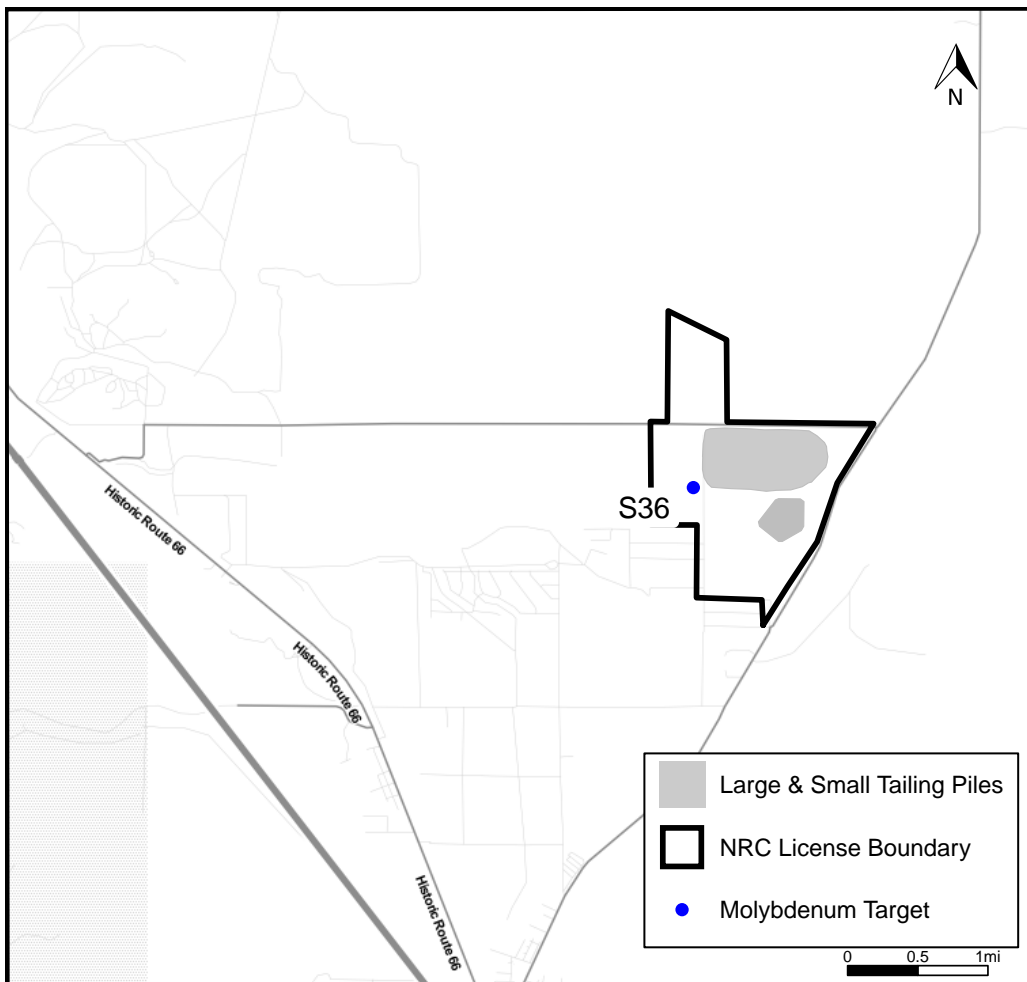 N
S36
Historic Route 66
Historic Route 66
Historic Route 66
Large & Small Tailing Piles
NRC License Boundary
Molybdenum Target
0 0.5 1mi